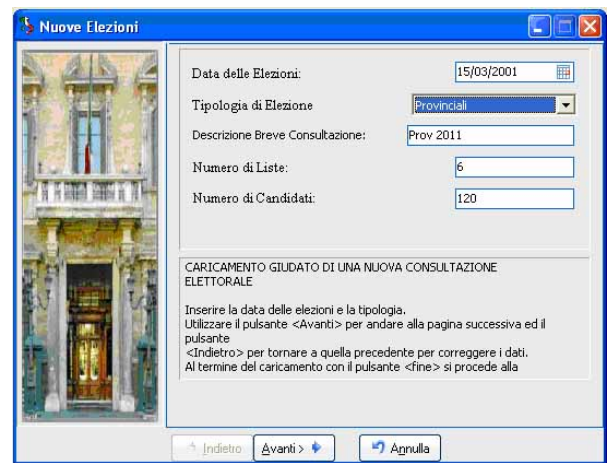 Nuove Elezioni
Data delle Elezioni: 15/03/2001
Tipologia di Elezione Provinciali
Descrizione Breve Consultazione: Prov 2011
Numero di Liste: 6
Numero di Candidati: 120
CARICAMENTO GIUDATO DI UNA NUOVA CONSULTAZIONE
ELETTORALE
Inserire la data delle elezioni e la tipologia.
Utilizzare il pulsante <Avanti> per andare alla pagina successiva ed il
pulsante
<Indietro> per tornare a quella precedente per correggere i dati.
Al termine del caricamento con il pulsante <fine> si procede alla
Indietro Avanti > Annulla